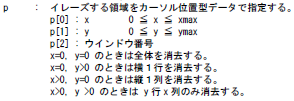 p : イレーズする領域をカーソル位置型データで指定する。
p[0] : x 0 ≦ x ≦ xmax
p[1] : y 0 ≦ y ≦ ymax
p[2] : ウインドウ番号
x=0, y=0 のときは全体を消去する。
x=0, y>0 のときは横１行を消去する。
x>0, y=0 のときは縦１列を消去する。
x>0, y >0 のときは y 行 x 列のみ消去する。